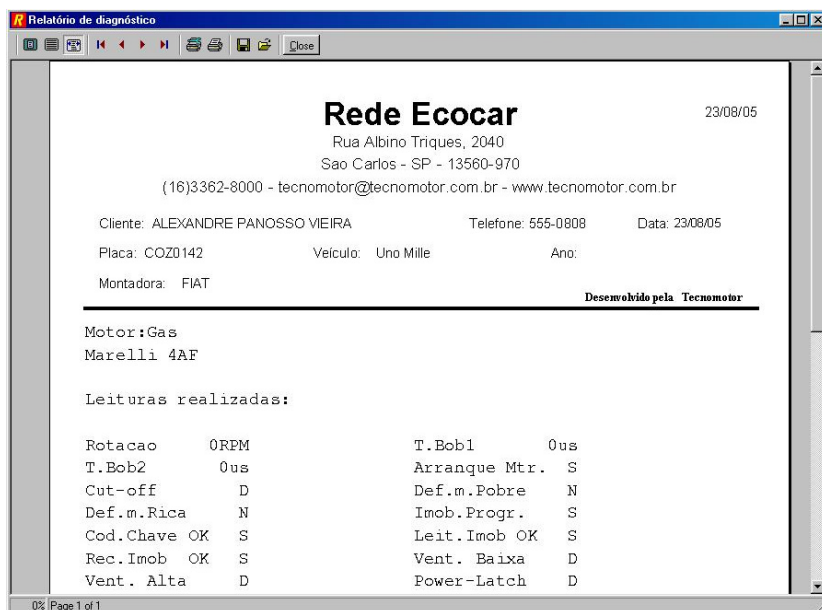 Relatório de diagnóstico
Close
Rede Ecocar
23/08/05
Rua Albino Triques, 2040
Sao Carlos - SP - 13560-970
(16)3362-8000 - tecnomotor@tecnomotor.com.br - www.tecnomotor.com.br
Cliente: ALEXANDRE PANOSSO VIEIRA Telefone: 555-0808 Data: 23/08/05
Placa: COZ0142 Veículo: Uno Mille Ano:
Montadora: FIAT
Desenvolvido pela Tecnomotor
Motor:Gas
Marelli 4AF
Leituras realizadas:
Rotacao 0RPM T.Bob1 0us
T.Bob2 0us Arranque Mtr. S
Cut-off D Def.m.Pobre N
Def.m.Rica N Imob.Progr. S
Cod.Chave OK S Leit.Imob OK S
Rec.Imob OK S Vent. Baixa D
Vent. Alta D Power-Latch D
0% Page 1 of 1